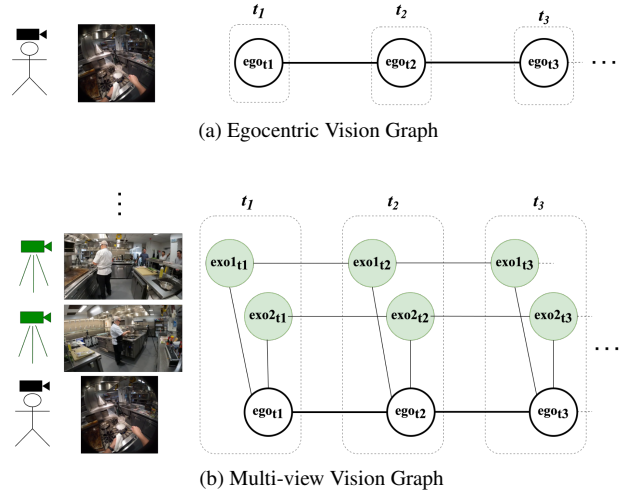 t1 t2 t3
egot1 egot2 egot3 ...
(a) Egocentric Vision Graph
t1 t2 t3
exo1t1 exo1t2 exo1t3
exo2t1 exo2t2 exo2t3
...
egot1 egot2 egot3
(b) Multi-view Vision Graph